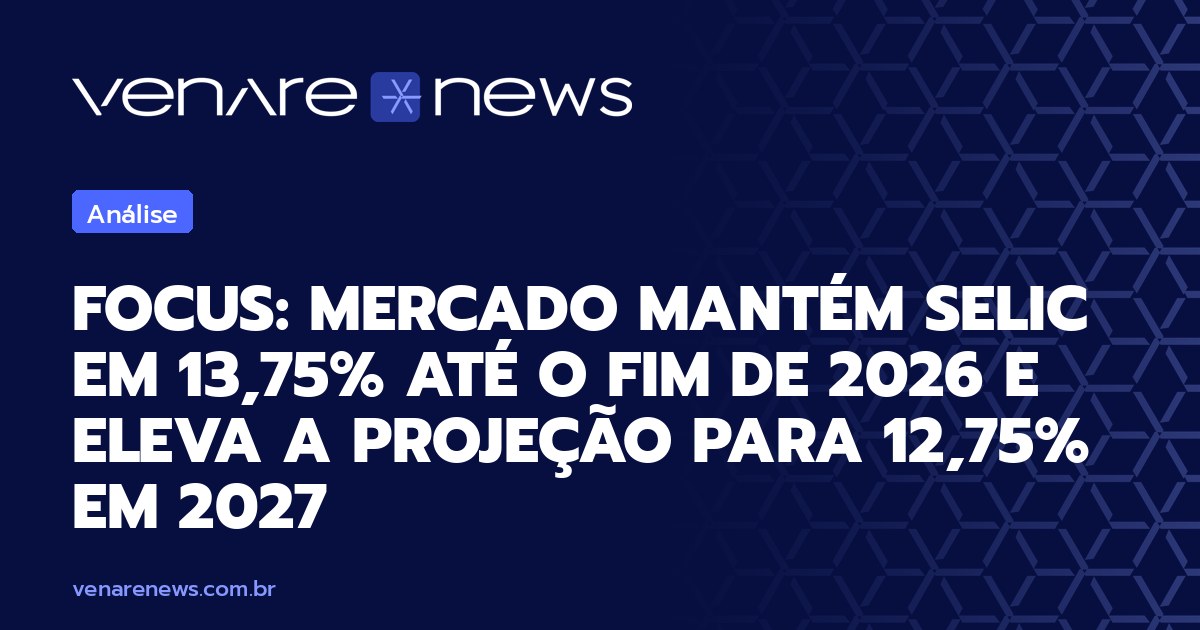 venare news
Análise
FOCUS: MERCADO MANTÉM SELIC
EM 13,75% ATÉ O FIM DE 2026 E
ELEVA A PROJEÇÃO PARA 12,75%
EM 2027
venarenews.com.br